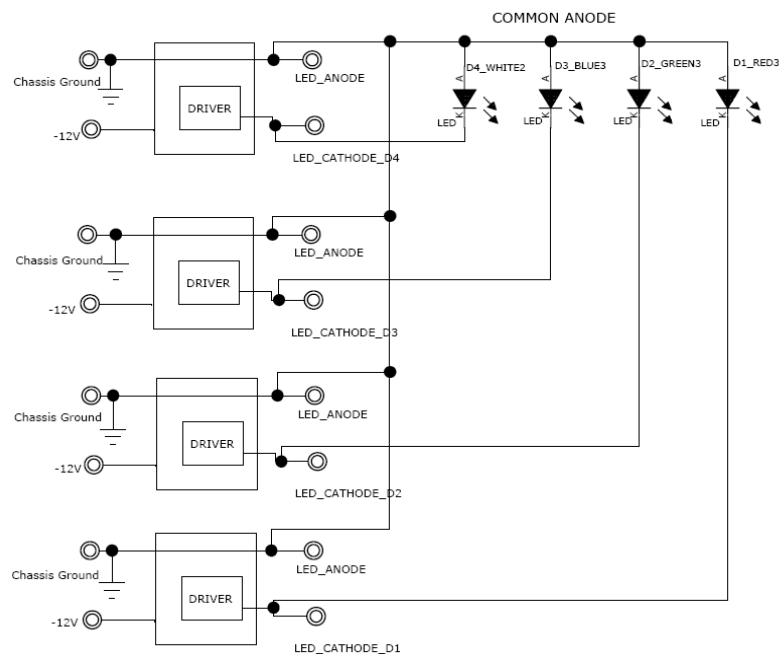 COMMON ANODE
D4_WHITE2
D3_BLUE3
D2_GREEN3
D1_RED3
A
A
A
A
K
K
K
K
LED
LED
LED
LED
Chassis Ground
LED_ANODE
DRIVER
-12V
LED_CATHODE_D4
Chassis Ground
LED_ANODE
DRIVER
-12V
LED_CATHODE_D3
Chassis Ground
LED_ANODE
DRIVER
-12V
LED_CATHODE_D2
Chassis Ground
LED_ANODE
DRIVER
-12V
LED_CATHODE_D1